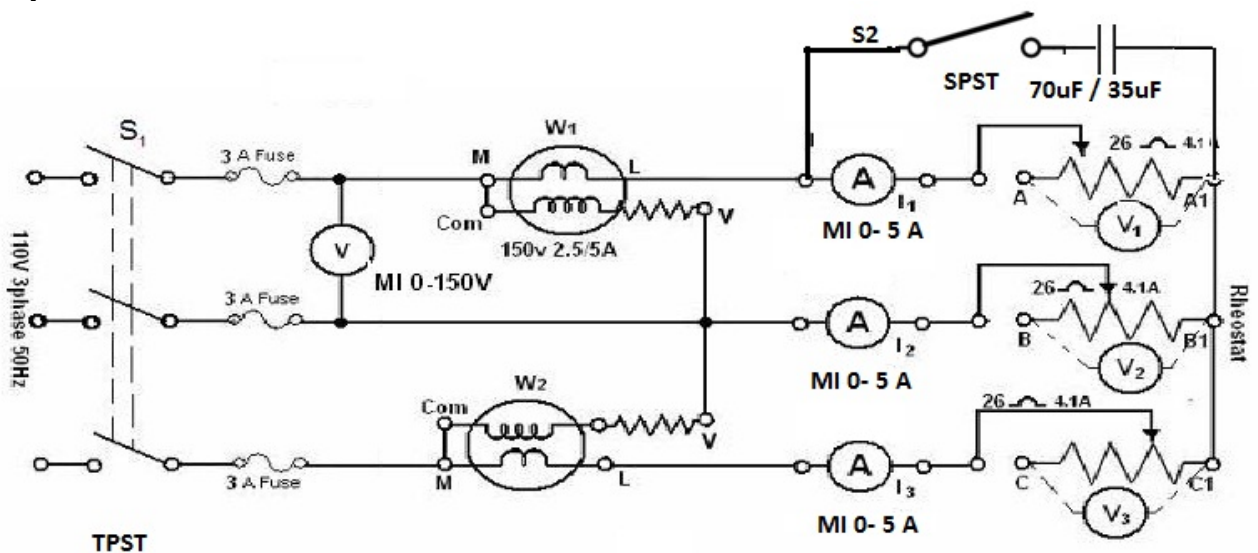 S2
SPST
70uF / 35uF
S1
3 A Fuse
W1
M
L
Com
V
150v 2.5/5A
A
I1
MI 0- 5 A
26
4.1A
A
A1
V1
110V 3phase 50Hz
V
MI 0-150V
3 A Fuse
A
I2
MI 0- 5 A
26
4.1A
B
B1
V2
Rheostat
W2
Com
V
M
L
3 A Fuse
A
I3
MI 0- 5 A
26
4.1A
C
C1
V3
TPST